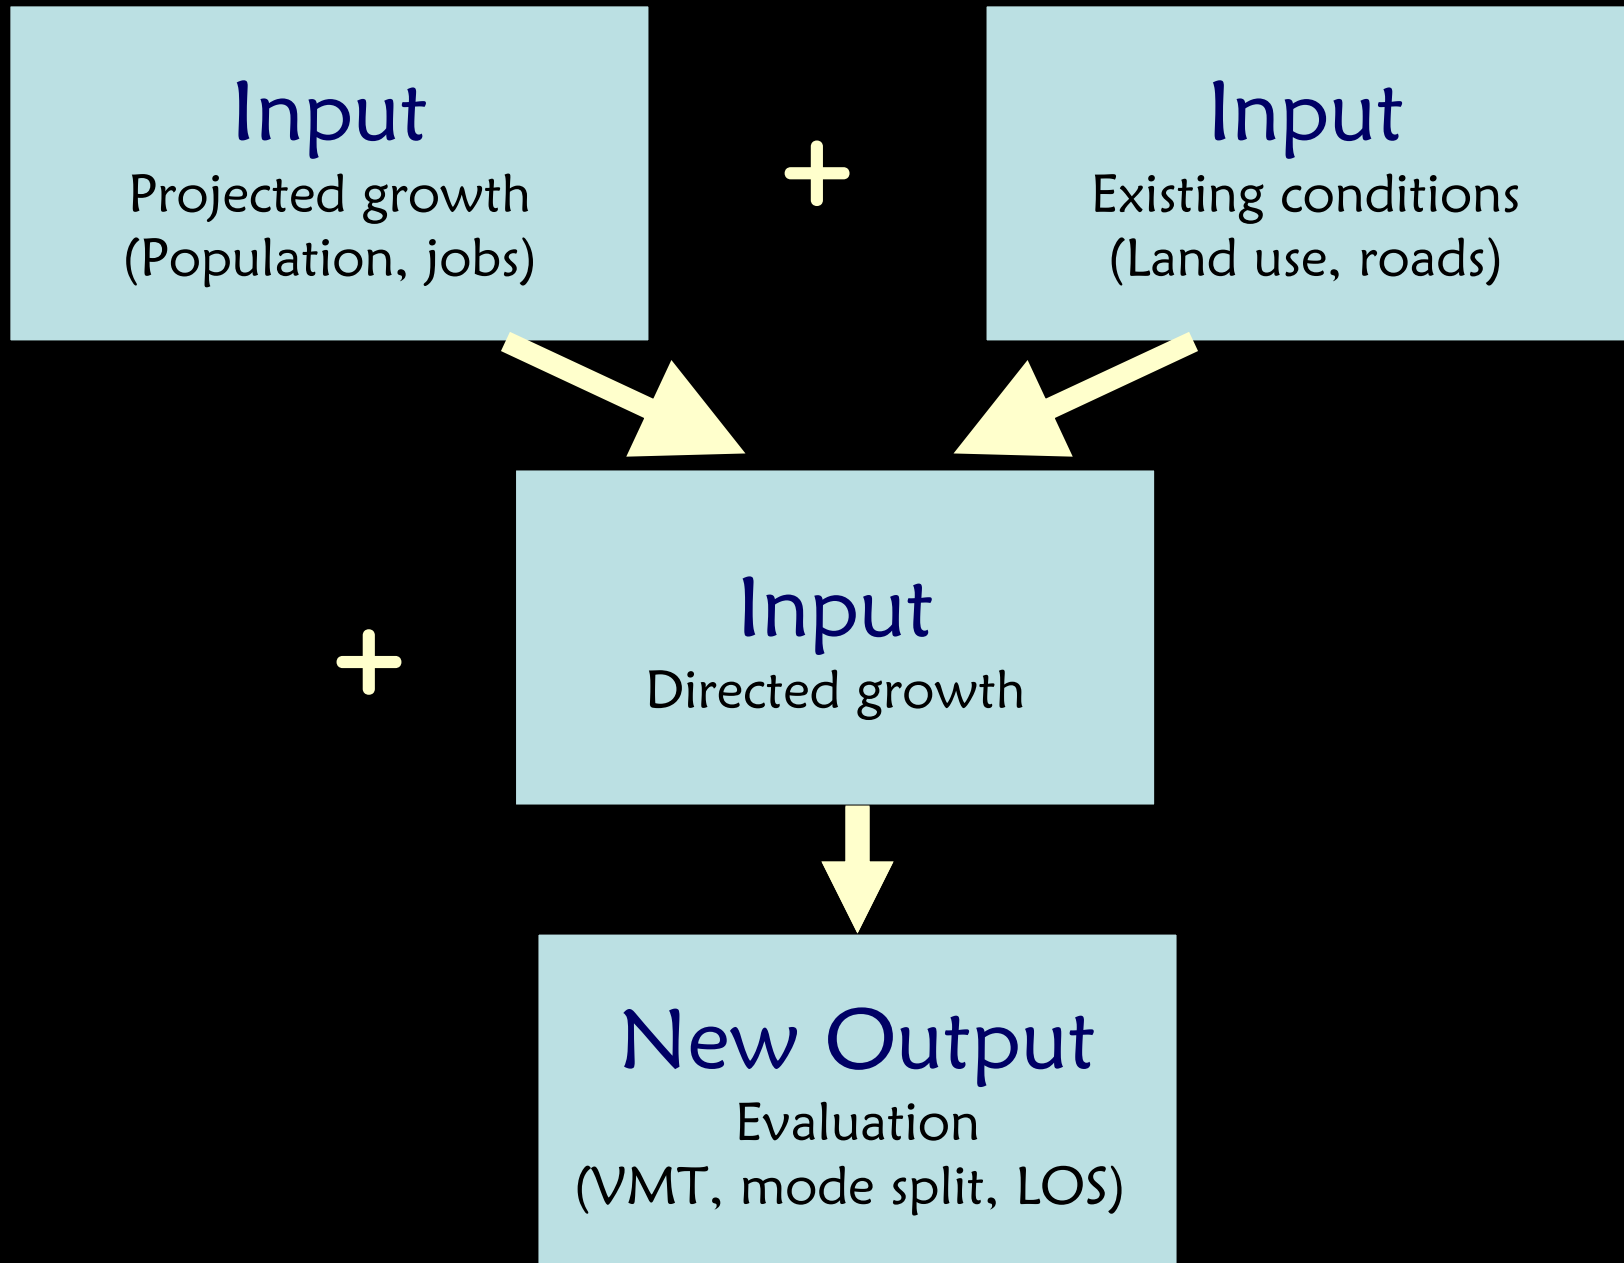 Input
Projected growth
(Population, jobs)
+
Input
Existing conditions
(Land use, roads)
+
Input
Directed growth
New Output
Evaluation
(VMT, mode split, LOS)